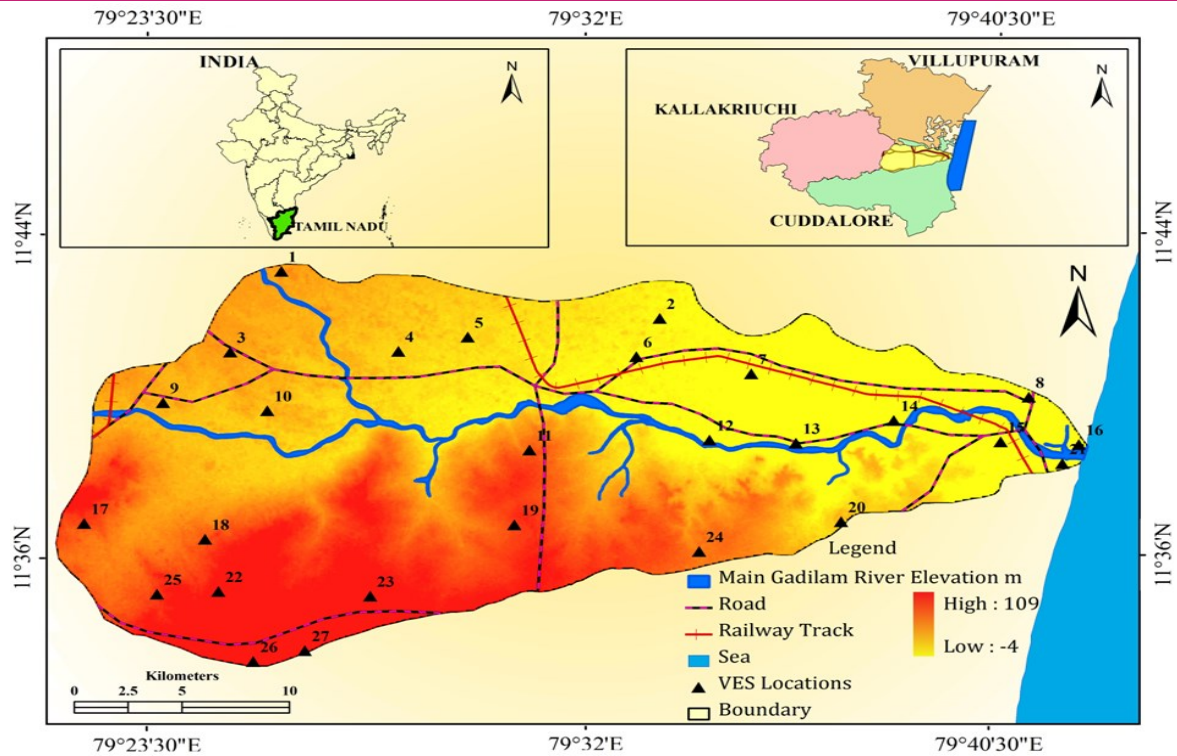 79°23'30"E 79°32'E 79°40'30"E
INDIA
N
TAMIL NADU
VILLUPURAM
N
KALLAKRIUCHI
CUDDALORE
11°44'N
11°44'N
1
2
N
3
4
5
6
7
8
9
10
11
12
13
14
15
16
17
18
19
20
22
23
24
25
26
27
11°36'N
11°36'N
Legend
Main Gadilam River Elevation m
Road
High : 109
Railway Track
Low : -4
Sea
VES Locations
Boundary
Kilometers
0 2.5 5 10
79°23'30"E 79°32'E 79°40'30"E